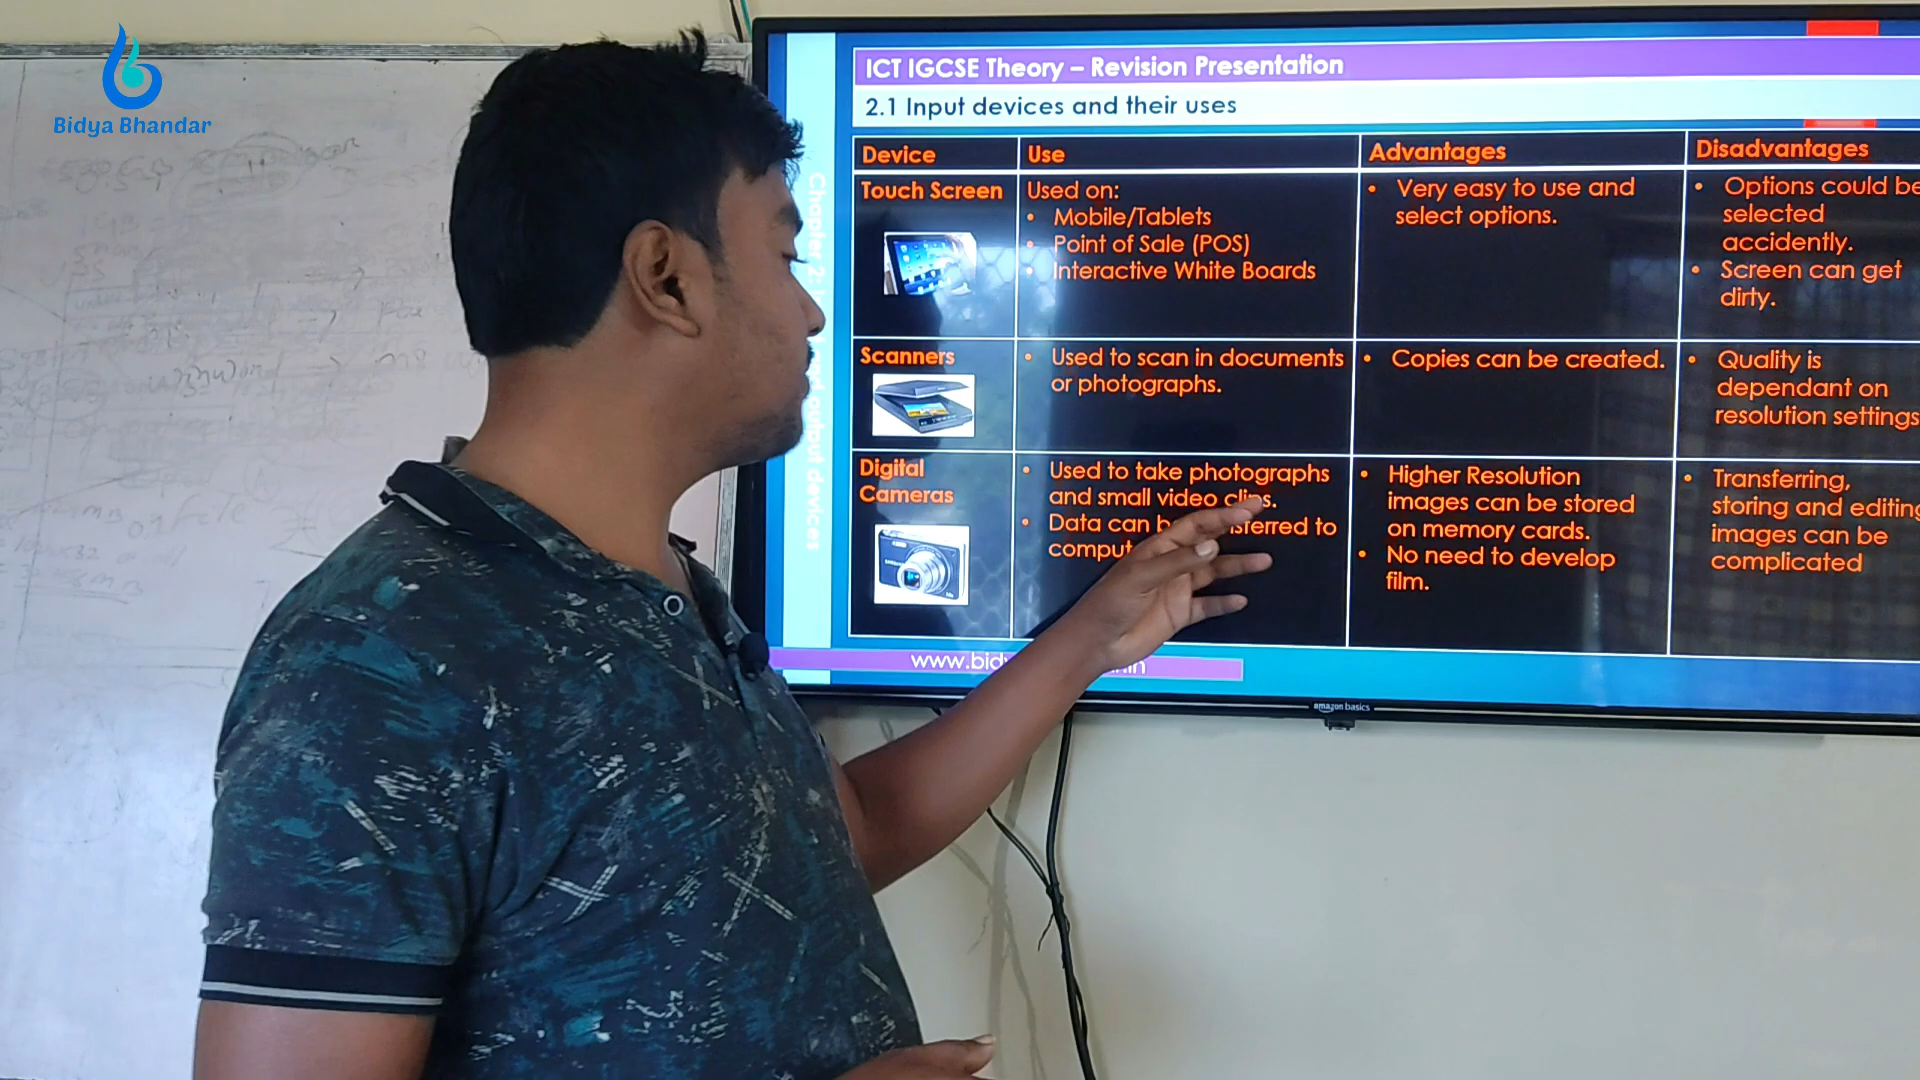 Bidya Bhandar
ICT IGCSE Theory – Revision Presentation
2.1 Input devices and their uses
Device
Use
Advantages
Disadvantages
Touch Screen
Used on:
• Mobile/Tablets
• Point of Sale (POS)
• Interactive White Boards
• Very easy to use and
select options.
• Options could be
selected
accidently.
• Screen can get
dirty.
Scanners
• Used to scan in documents
or photographs.
• Copies can be created.
• Quality is
dependant on
resolution settings
Digital
Cameras
• Used to take photographs
and small video clips.
• Data can
to
• Higher Resolution
images can be stored
on memory cards.
• No need to develop
film.
• Transferring,
storing and editing
images can be
complicated
Chapter 2:
output devices
amazon basics